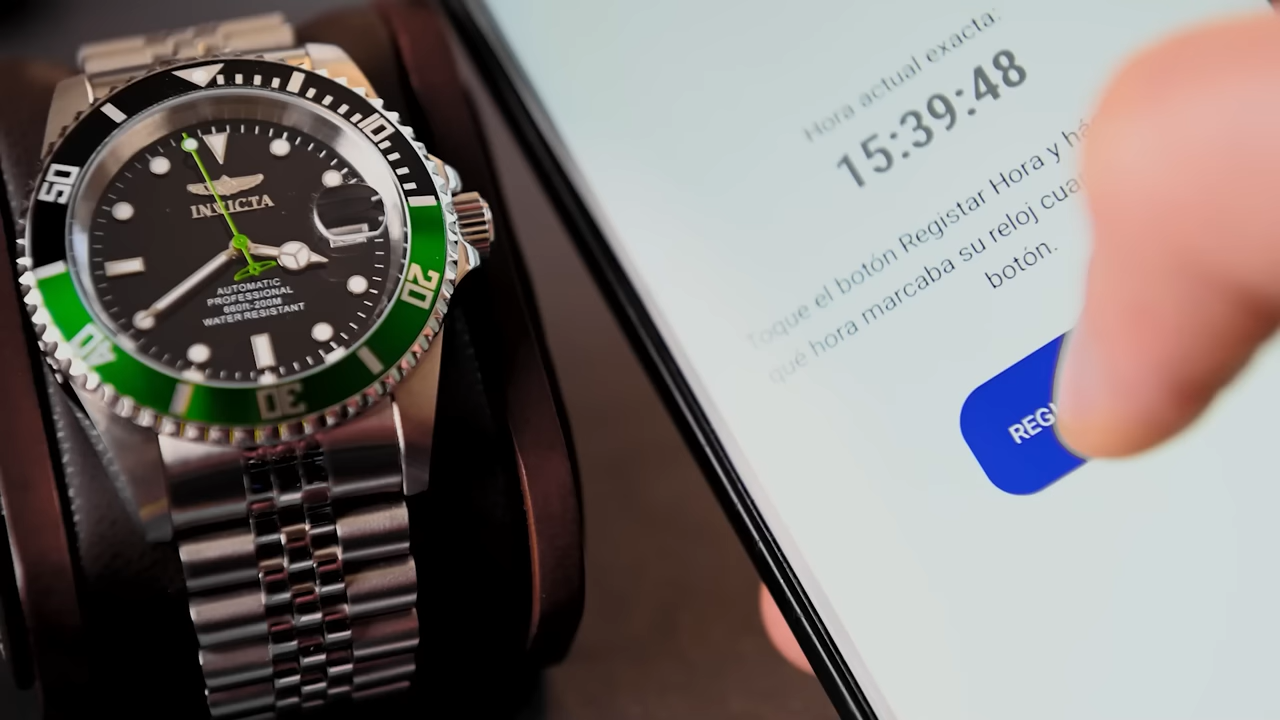 10
20
30
40
50
INVICTA
AUTOMATIC
PROFESSIONAL
660ft-200M
WATER RESISTANT
Hora actual exacta:
15:39:48
Toque el botón Registar Hora y
qué hora marcaba su reloj
botón.